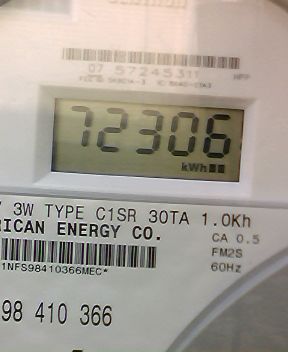 07 57245311
72306
kWh
3W TYPE C1SR 30TA 1.0Kh
RICAN ENERGY CO.
CA 0.5
FM2S
60Hz
1NFS98410366MEC*
98 410 366